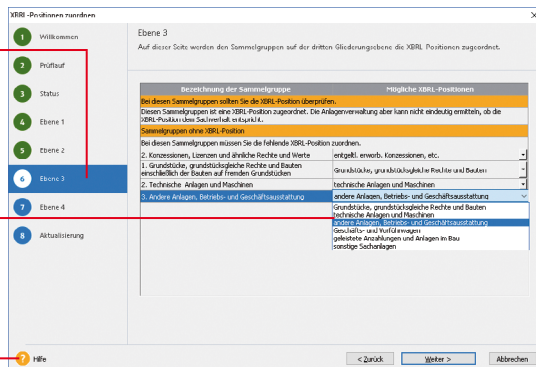 XBRL-Positionen zuordnen
1 Willkommen
2 Prüflauf
3 Status
4 Ebene 1
5 Ebene 2
6 Ebene 3
7 Ebene 4
8 Aktualisierung
Ebene 3
Auf dieser Seite werden den Sammelgruppen auf der dritten Gliederungsebene die XBRL Positionen zugeordnet.
Bezeichnung der Sammelgruppe Mögliche XBRL-Positionen
Bei diesen Sammelgruppen sollten Sie die XBRL-Position überprüfen.
Diesen Sammelgruppen ist eine XBRL-Position zugeordnet. Die Anlagenverwaltung aber kann nicht eindeutig ermitteln, ob die
XBRL-Position dem Sachverhalt entspricht.
Sammelgruppen ohne XBRL-Position
Bei diesen Sammelgruppen müssen Sie die fehlende XBRL-Position zuordnen.
2. Konzessionen, Lizenzen und ähnliche Rechte und Werte entgeltl. erworb. Konzessionen, etc.
1. Grundstücke, grundstücksgleiche Rechte und Bauten
einschließlich der Bauten auf fremden Grundstücken Grundstücke, grundstücksgleiche Rechte und Bauten
2. Technische Anlagen und Maschinen technische Anlagen und Maschinen
3. Andere Anlagen, Betriebs- und Geschäftsausstattung andere Anlagen, Betriebs- und Geschäftsausstattung
Grundstücke, grundstücksgleiche Rechte und Bauten
technische Anlagen und Maschinen
andere Anlagen, Betriebs- und Geschäftsausstattung
Geschäfts- und Vorführwagen
geleistete Anzahlungen und Anlagen im Bau
sonstige Sachanlagen
? Hilfe
< Zurück Weiter > Abbrechen